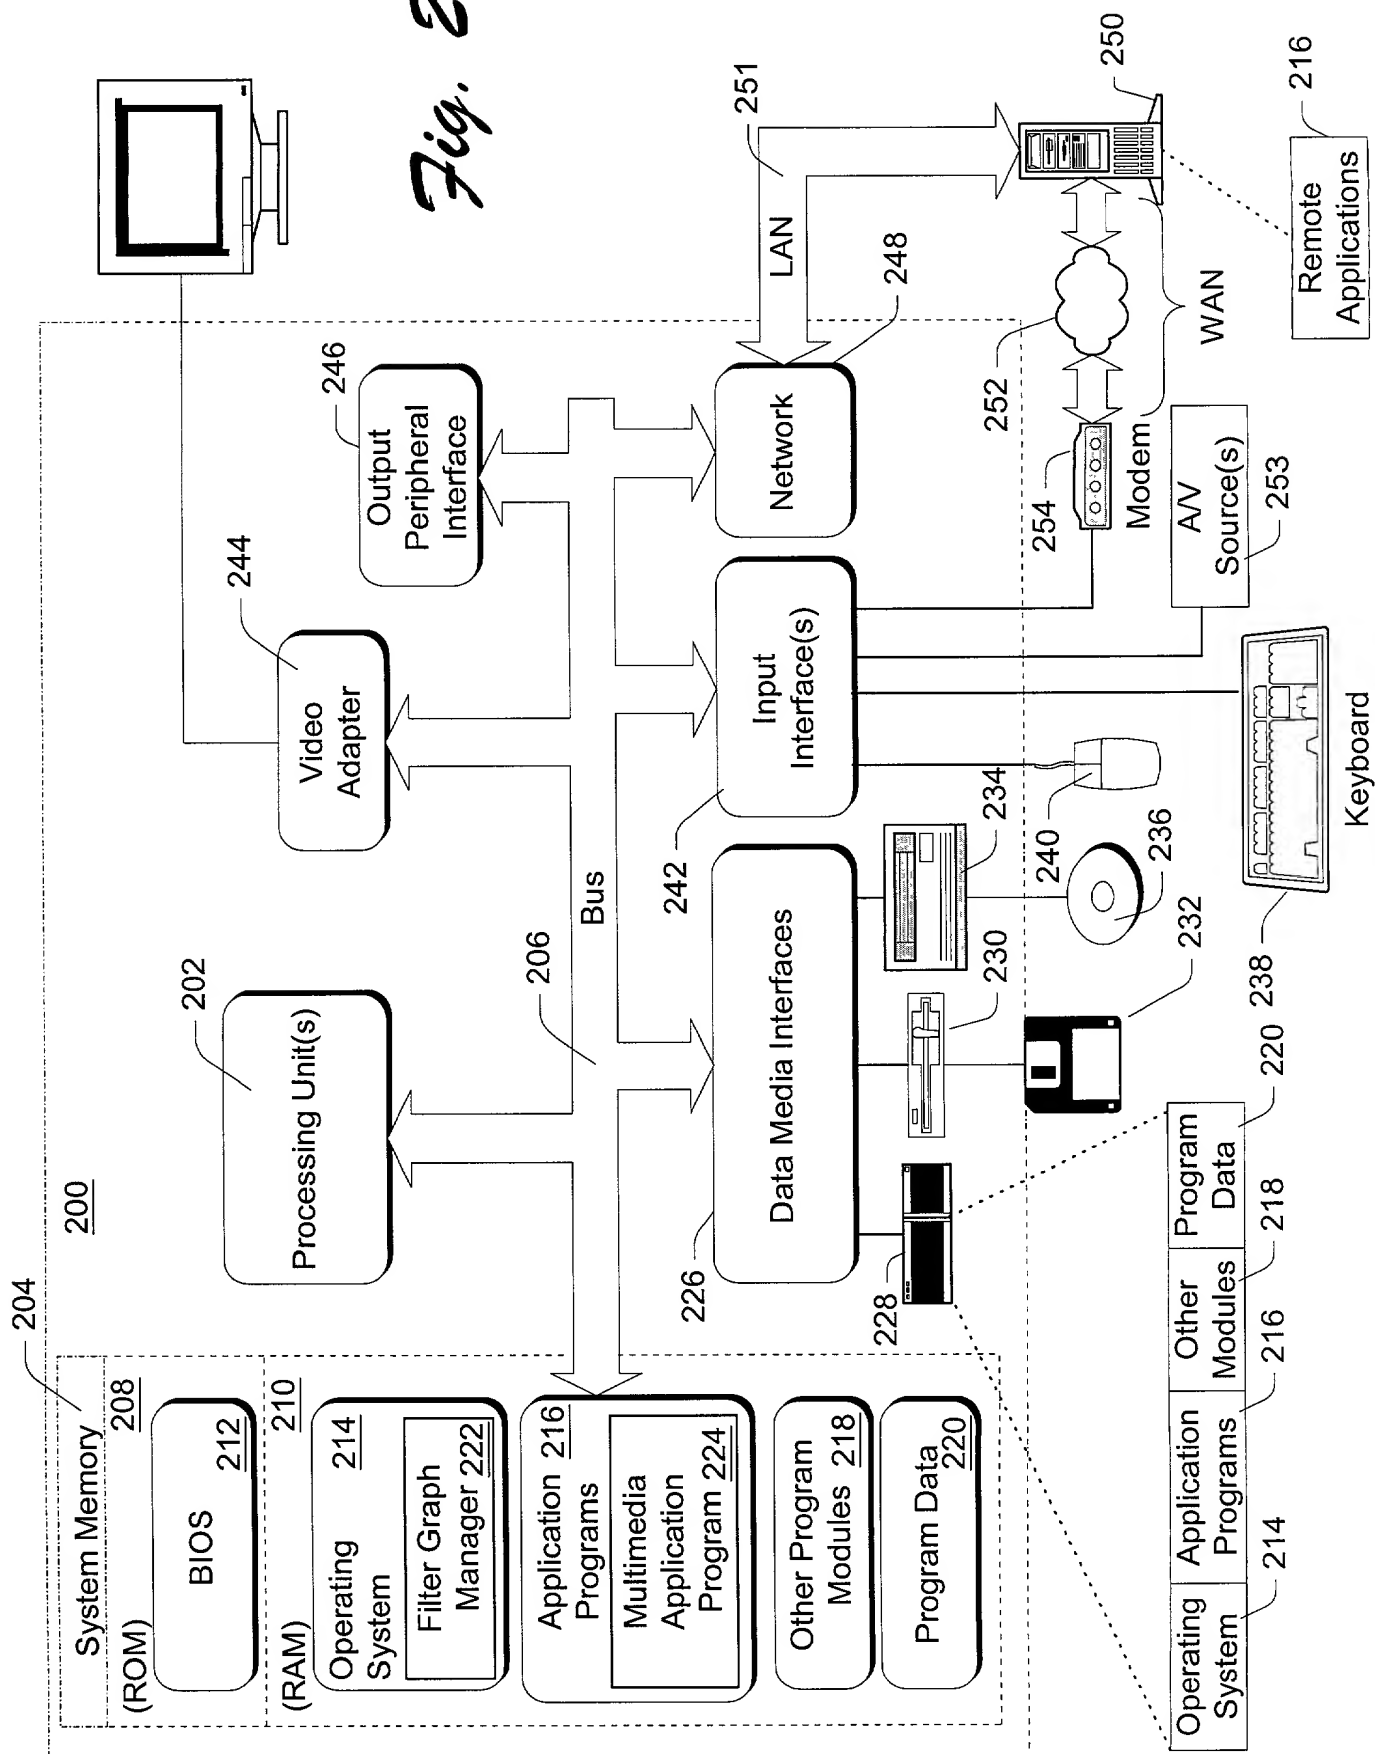 204
200
System Memory
(ROM)
208
BIOS
212
(RAM)
210
Operating
System
214
Filter Graph
Manager 222
Application 216
Programs
Multimedia
Application
Program 224
Other Program
Modules 218
Program Data
220
202
Processing Unit(s)
206
Bus
244
Video
Adapter
246
Output
Peripheral
Interface
Fig. 2
226
Data Media Interfaces
242
Input
Interface(s)
Network
248
LAN
251
228
230
234
240
236
232
254
Modem
252
WAN
250
A/V
Source(s)
253
238
Keyboard
Remote
Applications
216
Operating
System
Application
Programs
Other
Modules
Program
Data
214
216
218
220